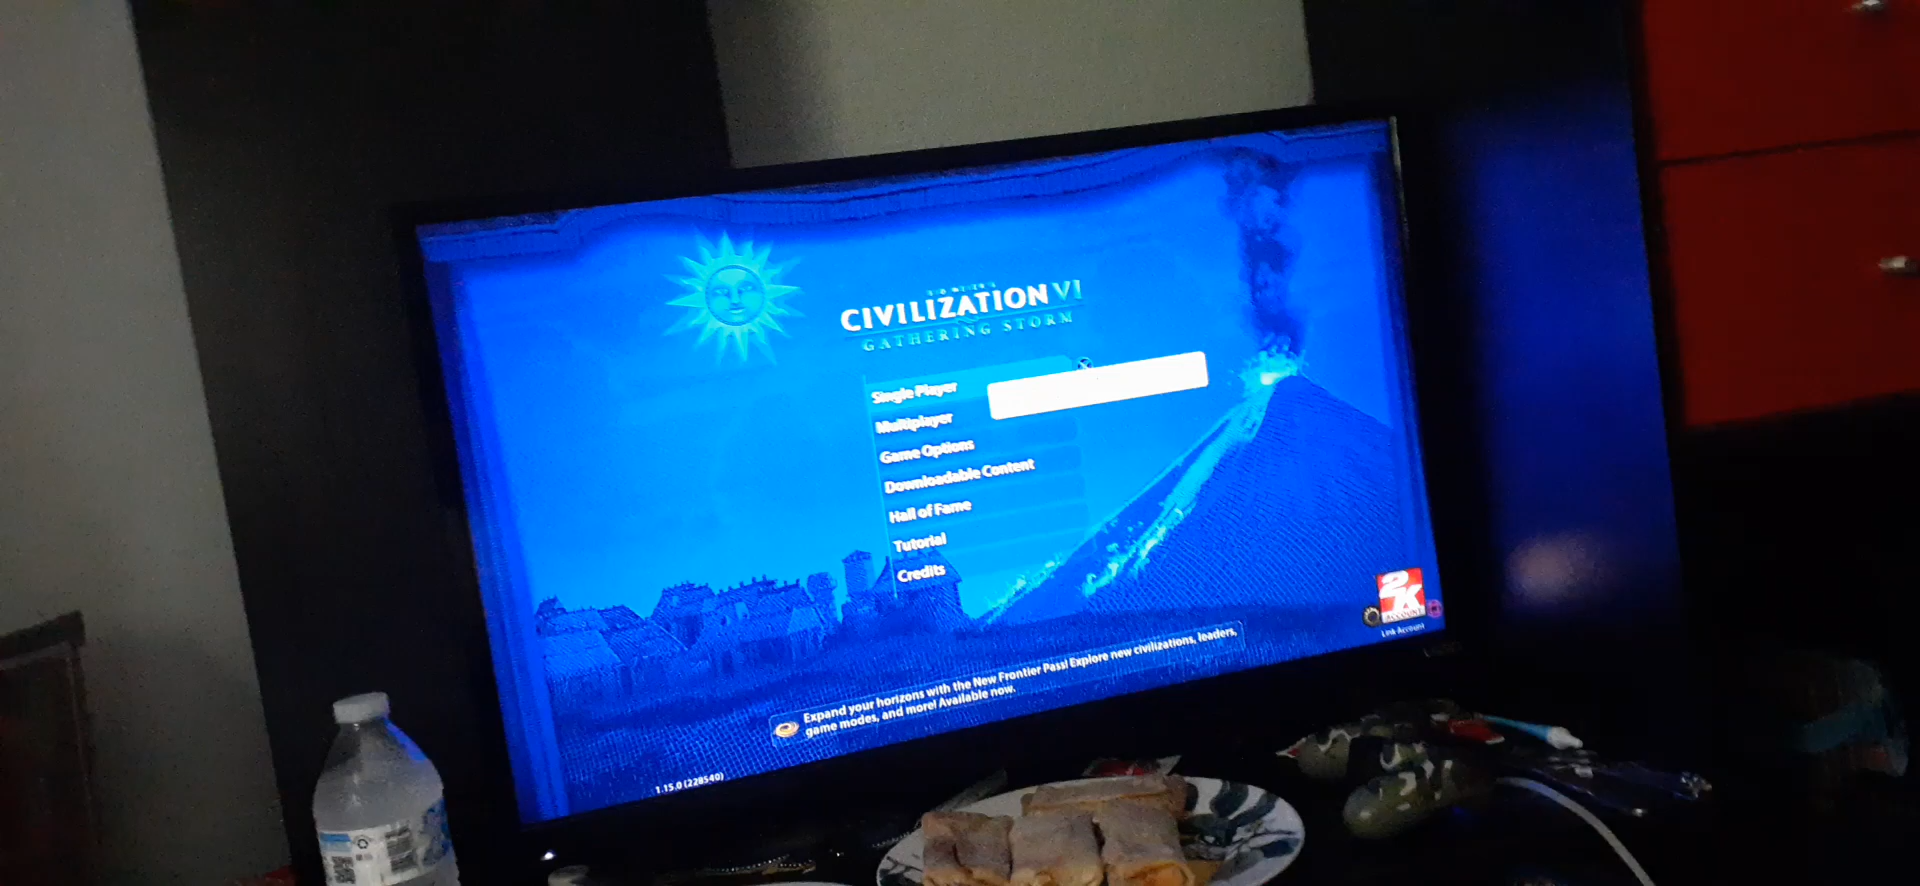 CIVILIZATION VI
GATHERING STORM
Single Player
Multiplayer
Game Options
Downloadable Content
Hall of Fame
Tutorial
Credits
2K
ACCOUNT
Link Account
Expand your horizons with the New Frontier Pass! Explore new civilizations, leaders,
game modes, and more! Available now.
1.15.0 (228540)